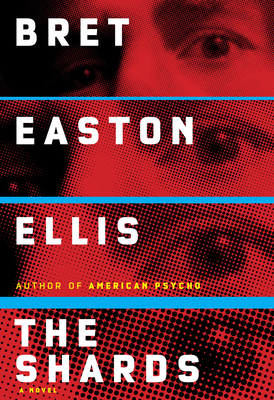 BRET
EASTON
ELLIS
AUTHOR OF AMERICAN PSYCHO
THE
SHARDS
A NOVEL